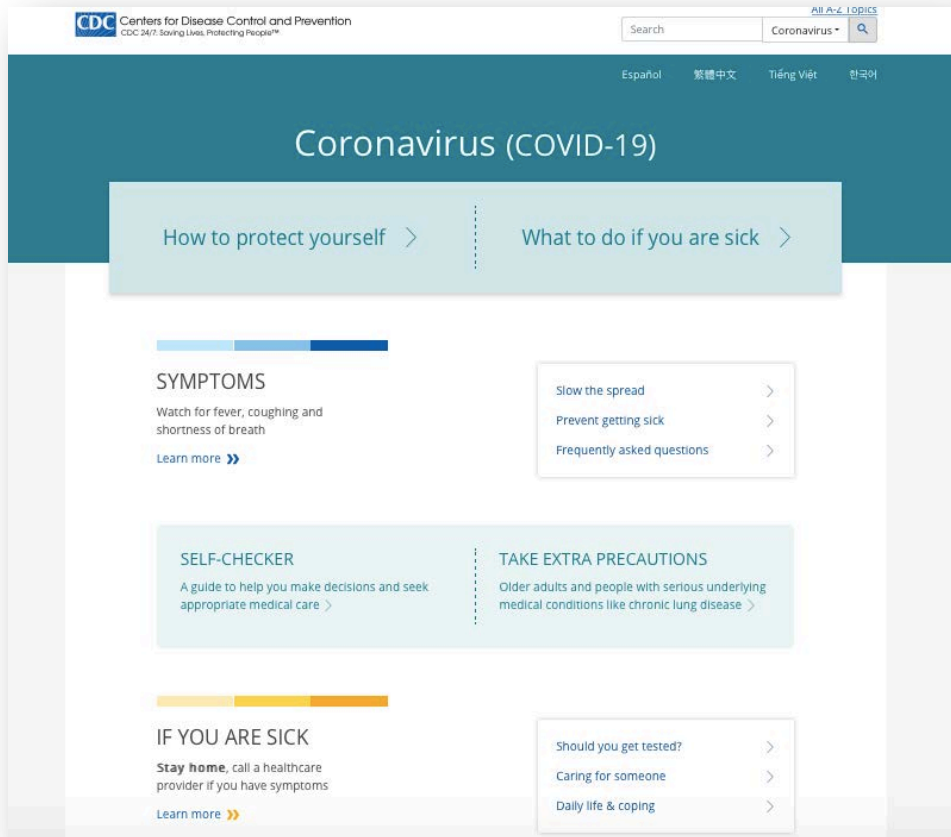 All A-Z Topics
CDC Centers for Disease Control and Prevention
CDC 24/7: Saving Lives, Protecting People™
Search
Coronavirus
Español 繁體中文 Tiếng Việt 한국어
Coronavirus (COVID-19)
How to protect yourself
What to do if you are sick
SYMPTOMS
Watch for fever, coughing and
shortness of breath
Learn more
Slow the spread
Prevent getting sick
Frequently asked questions
SELF-CHECKER
A guide to help you make decisions and seek
appropriate medical care
TAKE EXTRA PRECAUTIONS
Older adults and people with serious underlying
medical conditions like chronic lung disease
IF YOU ARE SICK
Stay home, call a healthcare
provider if you have symptoms
Learn more
Should you get tested?
Caring for someone
Daily life & coping